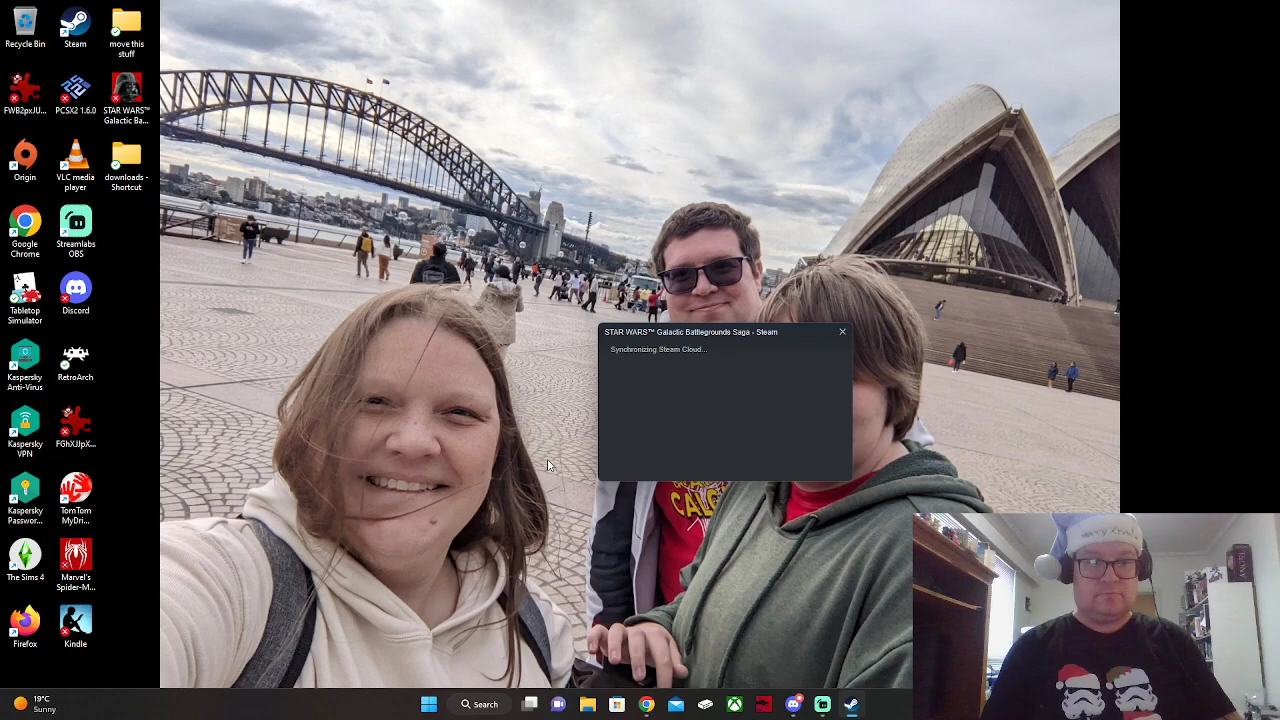 Recycle Bin
Steam
move this
stuff
FWB2pxJU...
PCSX2 1.6.0
STAR WARS™
Galactic Ba...
Origin
VLC media
player
downloads -
Shortcut
Google
Chrome
Streamlabs
OBS
Tabletop
Simulator
Discord
Kaspersky
Anti-Virus
RetroArch
Kaspersky
VPN
FGhXJJpX...
Kaspersky
Passwor...
TomTom
MyDri...
The Sims 4
Marvel's
Spider-M...
Firefox
Kindle
STAR WARS™ Galactic Battlegrounds Saga - Steam
Synchronizing Steam Cloud...
CALC
ANGEL
19°C
Sunny
Search